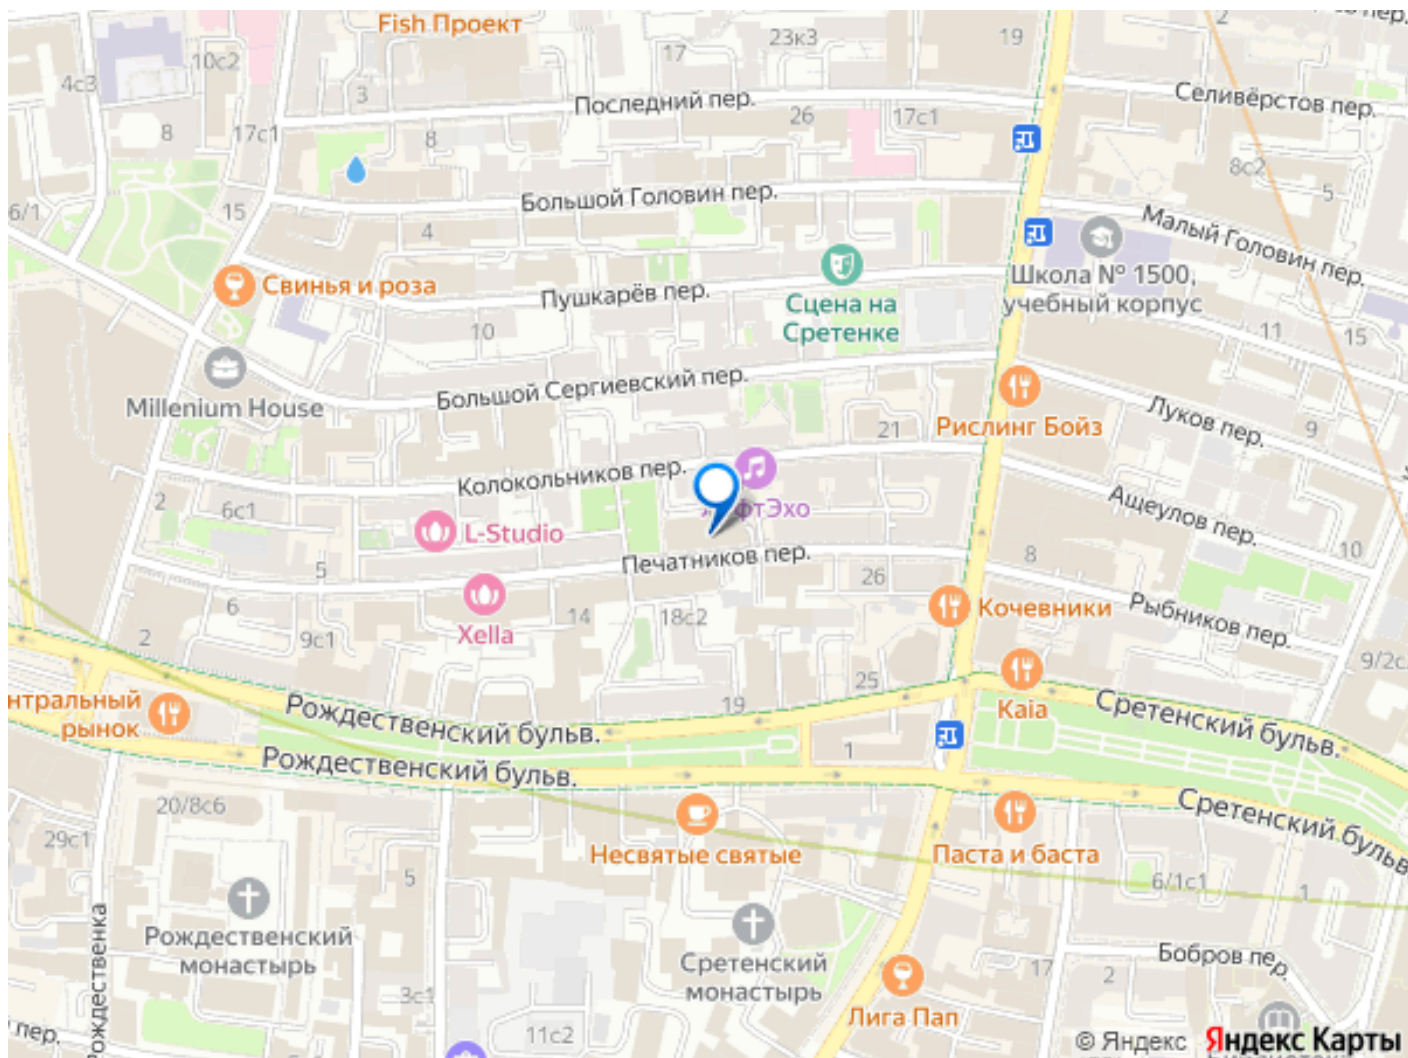 Fish Проект
23к3
19
2
17
10с2
4с3
3
Последний пер.
Селивёрстов пер.
8
17с1
8
26
17с1
8с2
5
Большой Головин пер.
6/1
15
4
Малый Головин пер.
Свинья и роза
Пушкарёв пер.
Сцена на
Сретенке
Школа № 1500,
учебный корпус
10
11
15
Millenium House
Большой Сергиевский пер.
Рислинг Бойз
Луков пер.
9
21
Колокольников пер.
2
6с1
L-Studio
Ащеулов пер.
10
Печатников пер.
8
5
26
6
Xella
14
18с2
Кочевники
Рыбников пер.
2
9с1
25
9/2с
нтральный
рынок
Рождественский бульв.
19
Kaia
Сретенский бульв.
1
Рождественский бульв.
20/8с6
Сретенский бульв.
29с1
Несвятые святые
Паста и баста
5
6/1с1
1
Рождественка
Рождественский
монастырь
Сретенский
монастырь
Бобров пер.
17
2
3с1
Лига Пап
11с2
пер.
© Яндекс Яндекс Карты